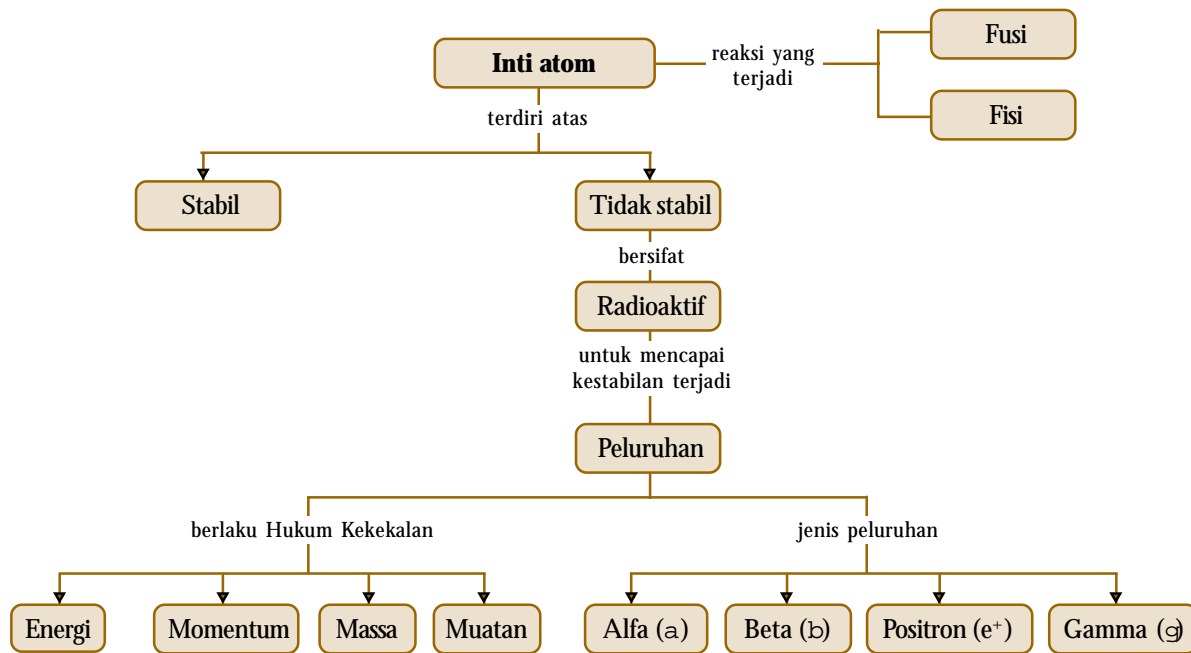 Inti atom
reaksi yang
terjadi
Fusi
Fisi
terdiri atas
Stabil
Tidak stabil
bersifat
Radioaktif
untuk mencapai
kestabilan terjadi
Peluruhan
berlaku Hukum Kekekalan
jenis peluruhan
Energi
Momentum
Massa
Muatan
Alfa (a)
Beta (b)
Positron (e⁺)
Gamma (g)